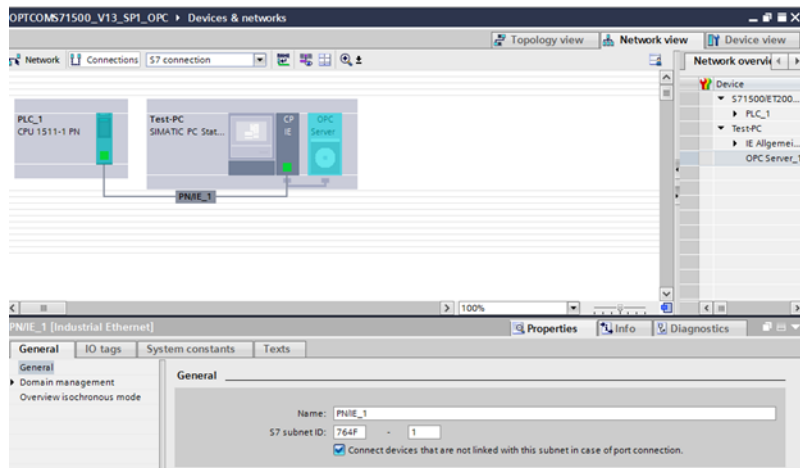 OPTCOMS71500_V13_SP1_OPC ▸ Devices & networks
Topology view Network view Device view
Network Connections S7 connection
Network overvi
Device
S71500/ET200...
PLC_1
Test-PC
IE Allgemei...
OPC Server_1
PLC_1
CPU 1511-1 PN
Test-PC
SIMATIC PC Stat...
CP
IE
OPC
Server
PN/IE_1
100%
PN/IE_1 [Industrial Ethernet]
Properties Info Diagnostics
General IO tags System constants Texts
General
Domain management
Overview isochronous mode
General
Name: PN/IE_1
S7 subnet ID: 764F - 1
Connect devices that are not linked with this subnet in case of port connection.